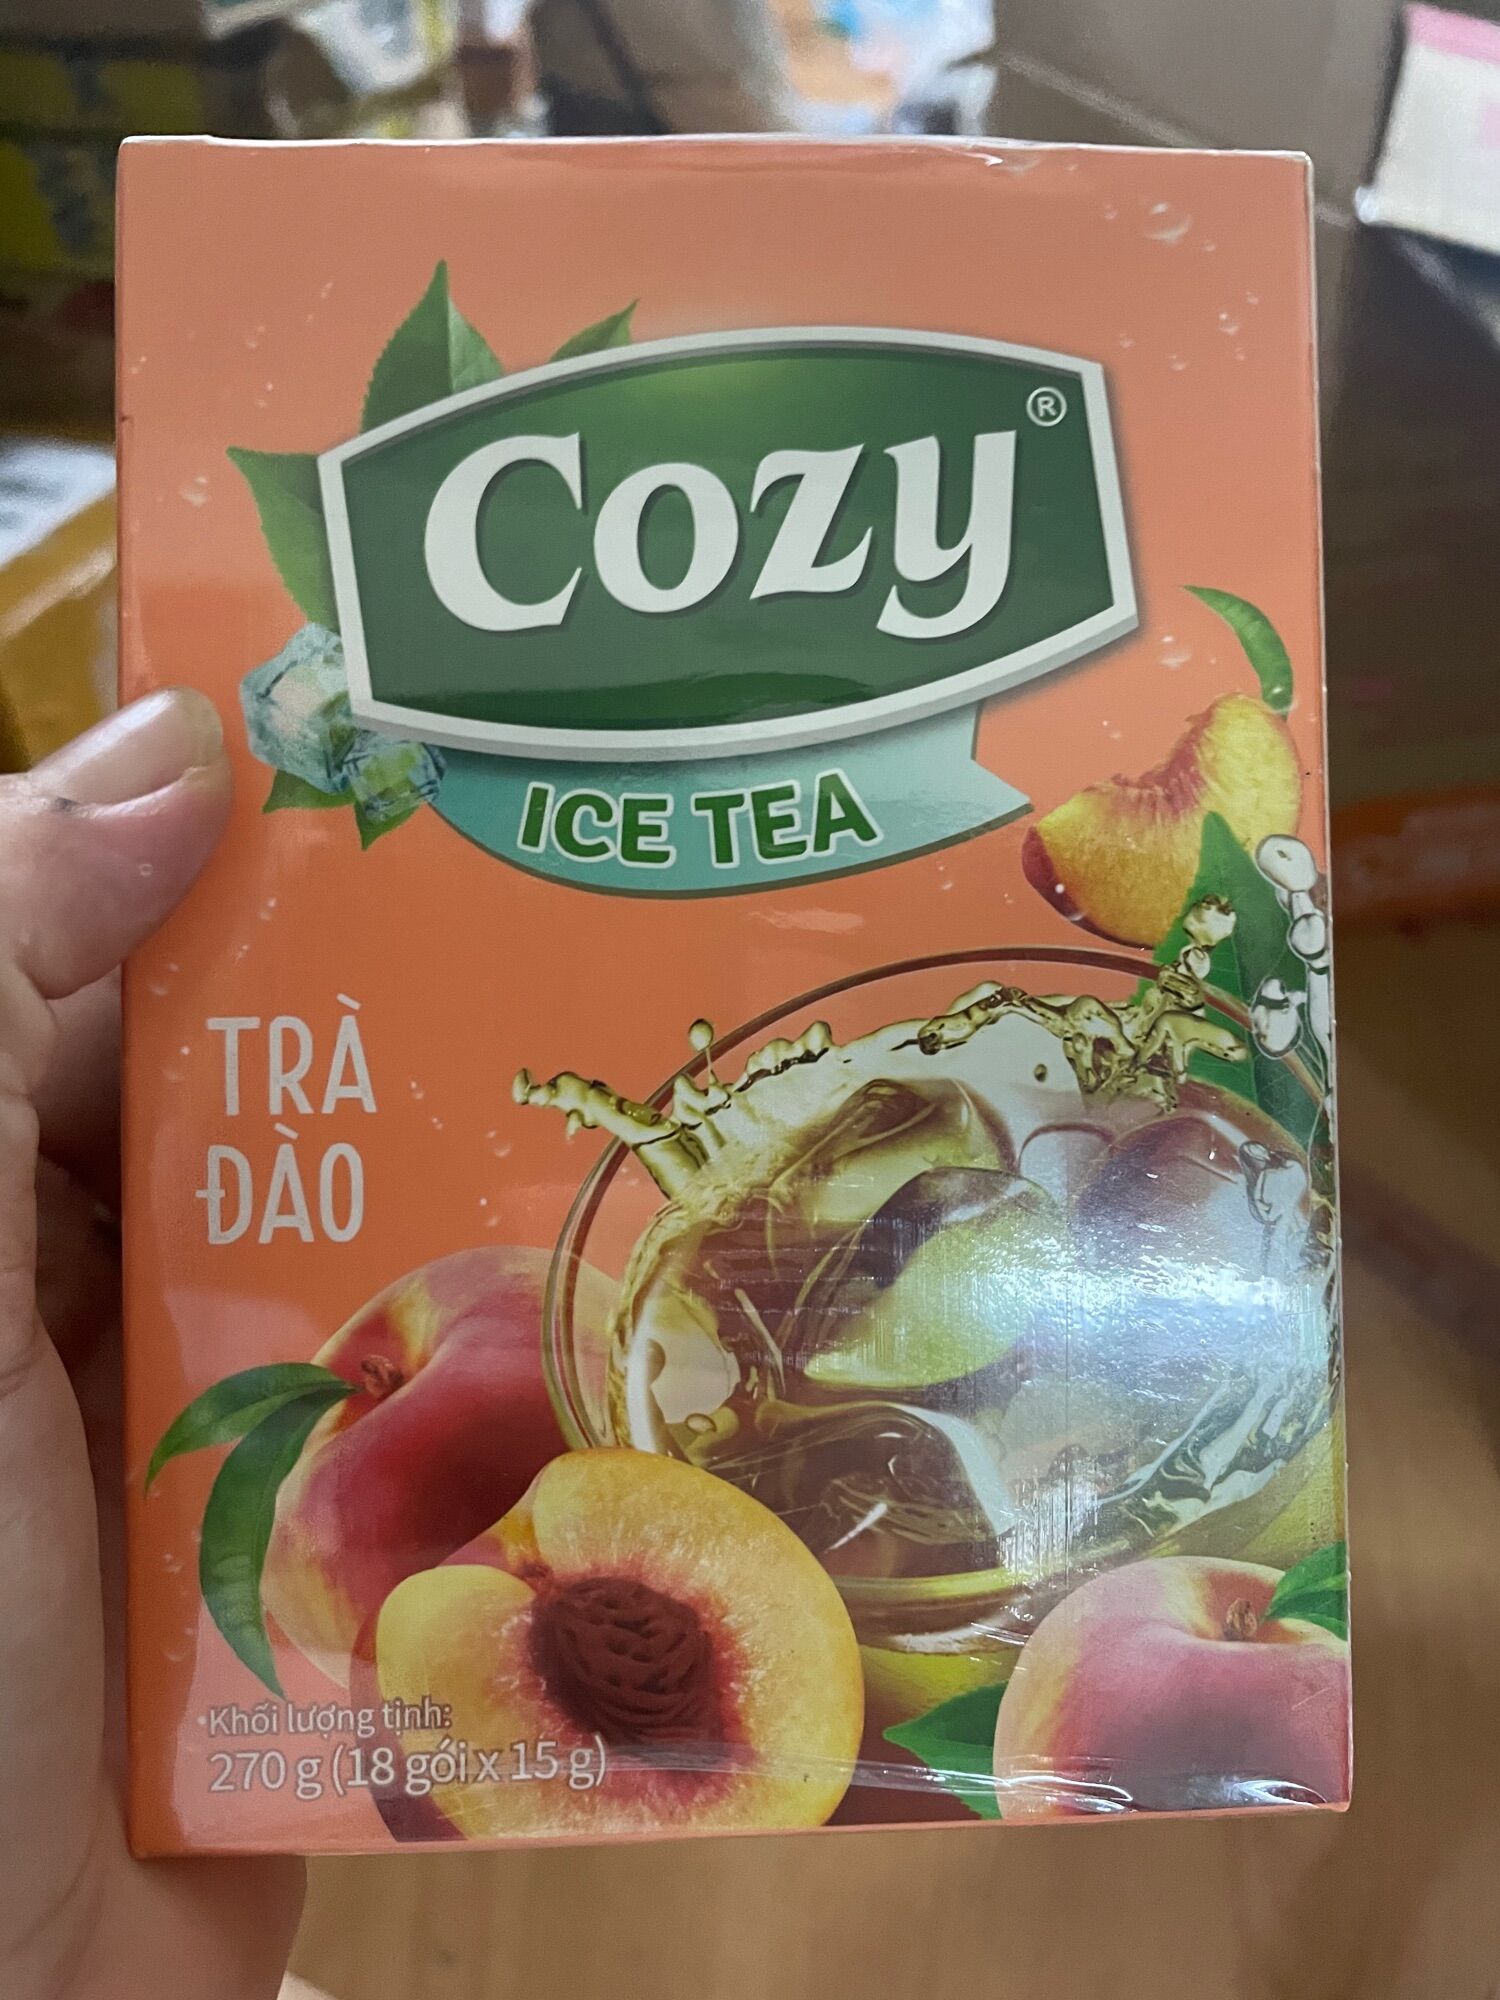 Cozy®
ICE TEA
TRÀ
ĐÀO
•Khối lượng tịnh:
270 g (18 gói x 15 g)